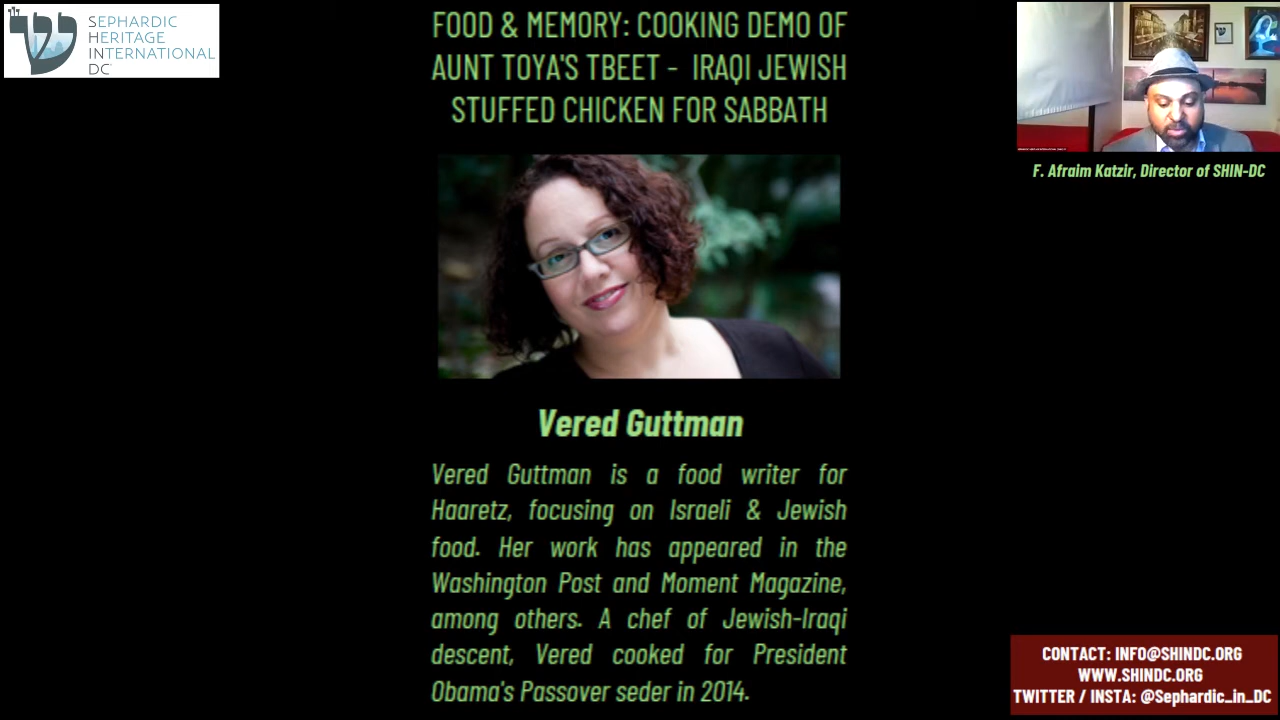 SEPHARDIC
HERITAGE
INTERNATIONAL
DC
FOOD & MEMORY: COOKING DEMO OF
AUNT TOYA'S TBEET - IRAQI JEWISH
STUFFED CHICKEN FOR SABBATH
F. Afraim Katzir, Director of SHIN-DC
Vered Guttman
Vered Guttman is a food writer for
Haaretz, focusing on Israeli & Jewish
food. Her work has appeared in the
Washington Post and Moment Magazine,
among others. A chef of Jewish-Iraqi
descent, Vered cooked for President
Obama's Passover seder in 2014.
CONTACT: INFO@SHINDC.ORG
WWW.SHINDC.ORG
TWITTER / INSTA: @Sephardic_in_DC